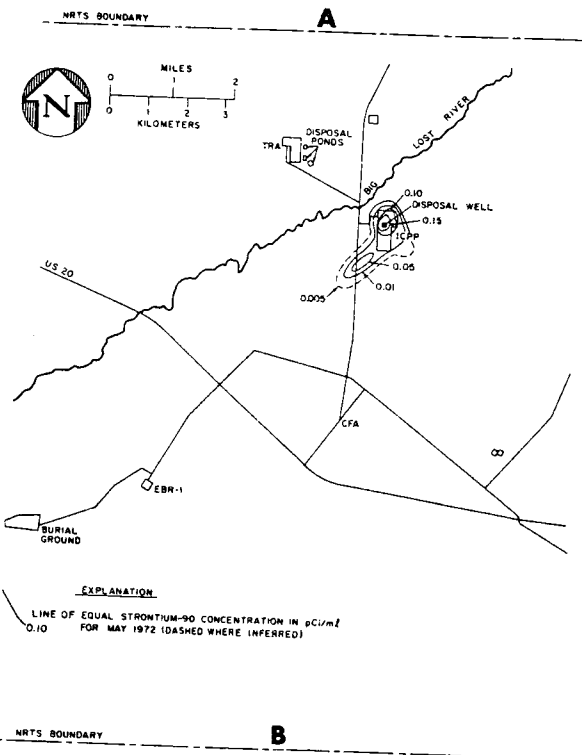 NRTS BOUNDARY
A
N
MILES
0 1 2
0 1 2 3
KILOMETERS
TRA
DISPOSAL
PONDS
BIG LOST RIVER
0.10
DISPOSAL WELL
0.15
ICPP
0.05
0.01
0.005
US 20
CFA
EBR-1
BURIAL
GROUND
EXPLANATION
0.10
LINE OF EQUAL STRONTIUM-90 CONCENTRATION IN pCi/mℓ
FOR MAY 1972 (DASHED WHERE INFERRED)
NRTS BOUNDARY
B